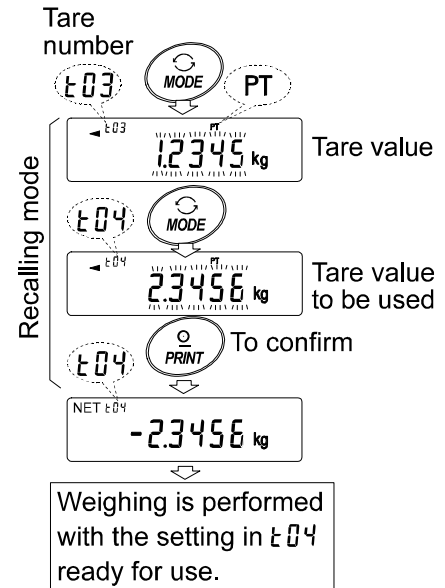 Tare
number
t03
MODE
PT
t03
PT
1.2345 kg
Tare value
Recalling mode
t04
MODE
t04
PT
2.3456 kg
Tare value
to be used
PRINT
To confirm
t04
NET t04
-2.3456 kg
Weighing is performed
with the setting in t04
ready for use.